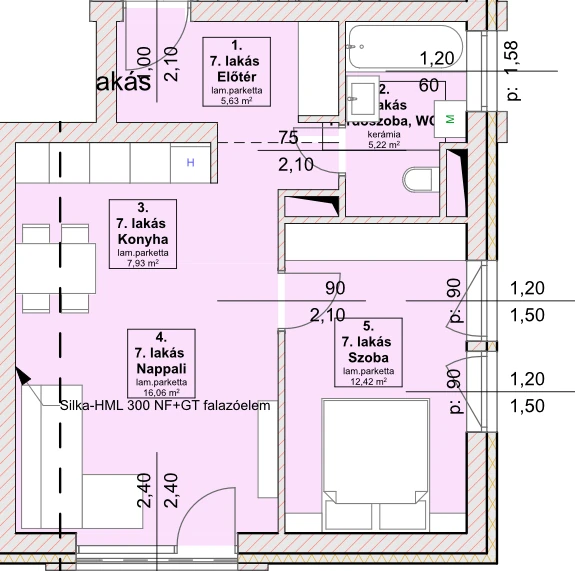 1.
7. lakás
Előtér
lam.parketta
5,63 m²
2,10
lakás
1,20
60
1,58
p:
2.
kerámia
5,22 m²
M
75
2,10
H
3.
7. lakás
Konyha
lam.parketta
7,93 m²
90
2,10
p: 90
1,20
1,50
4.
7. lakás
Nappali
lam.parketta
16,06 m²
5.
7. lakás
Szoba
lam.parketta
12,42 m²
p: 90
1,20
1,50
Silka-HML 300 NF+GT falazóelem
2,40
2,40